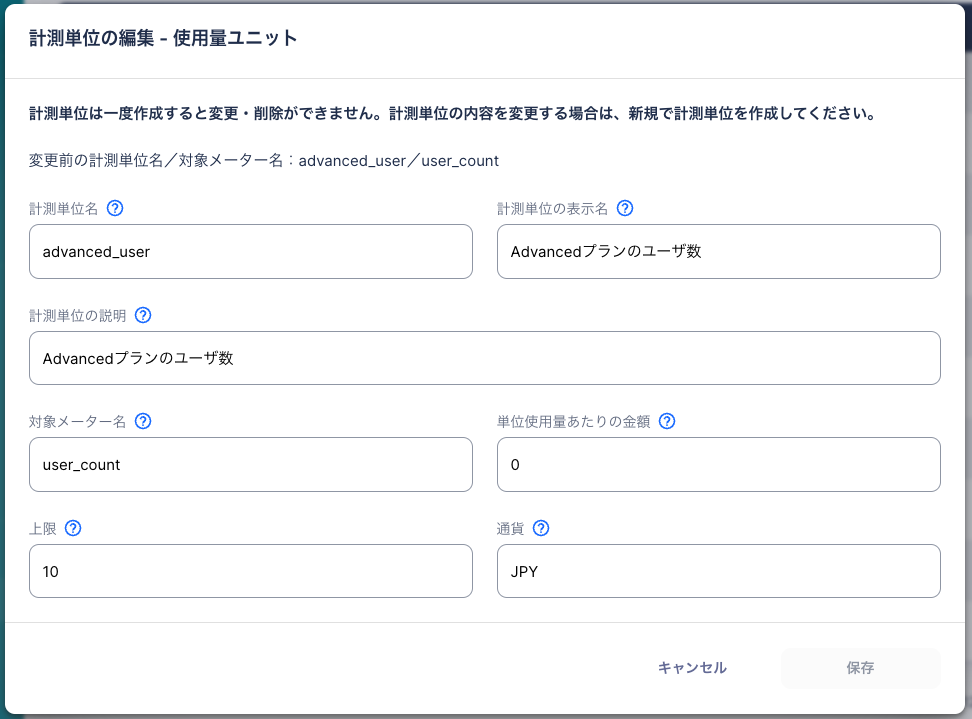 計測単位の編集 - 使用量ユニット
計測単位は一度作成すると変更・削除ができません。計測単位の内容を変更する場合は、新規で計測単位を作成してください。
変更前の計測単位名／対象メーター名：advanced_user／user_count
計測単位名 ?
計測単位の表示名 ?
advanced_user
Advancedプランのユーザ数
計測単位の説明 ?
Advancedプランのユーザ数
対象メーター名 ?
単位使用量あたりの金額 ?
user_count
0
上限 ?
通貨 ?
10
JPY
キャンセル
保存